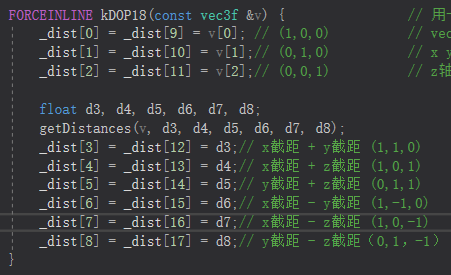 FORCEINLINE kDOP18(const vec3f &v) { // 用一
_dist[0] = _dist[9] = v[0]; // (1,0,0) // vec
_dist[1] = _dist[10] = v[1];// (0,1,0) // x y
_dist[2] = _dist[11] = v[2];// (0,0,1) // z轴
float d3, d4, d5, d6, d7, d8;
getDistances(v, d3, d4, d5, d6, d7, d8);
_dist[3] = _dist[12] = d3;// x截距 + y截距 (1,1,0)
_dist[4] = _dist[13] = d4;// x截距 + z截距 (1,0,1)
_dist[5] = _dist[14] = d5;// y截距 + z截距 (0,1,1)
_dist[6] = _dist[15] = d6;// x截距 - y截距 (1,-1,0)
_dist[7] = _dist[16] = d7;// x截距 - z截距 (1,0,-1)
_dist[8] = _dist[17] = d8;// y截距 - z截距（0,1，-1）
}